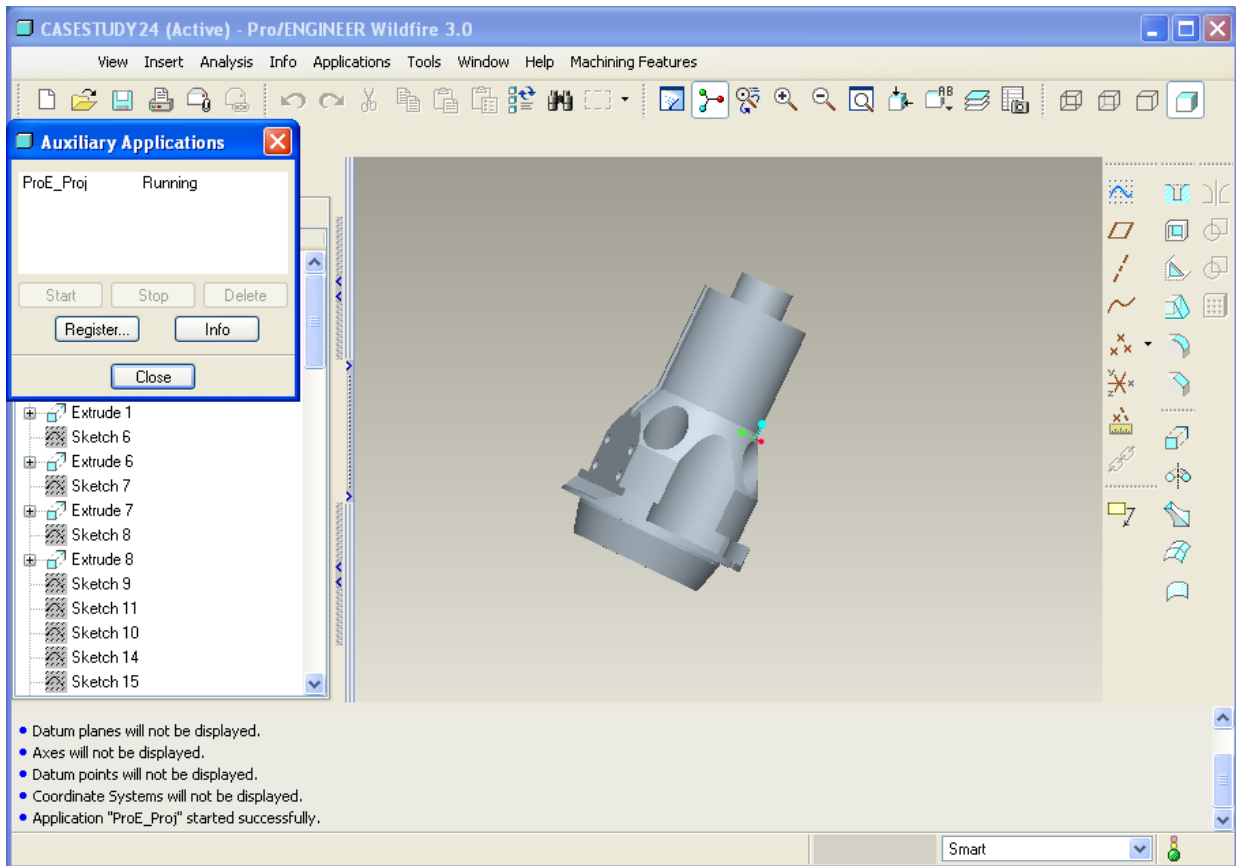 CASESTUDY24 (Active) - Pro/ENGINEER Wildfire 3.0
View Insert Analysis Info Applications Tools Window Help Machining Features
Auxiliary Applications
ProE_Proj Running
Start Stop Delete
Register... Info
Close
Extrude 1
Sketch 6
Extrude 6
Sketch 7
Extrude 7
Sketch 8
Extrude 8
Sketch 9
Sketch 11
Sketch 10
Sketch 14
Sketch 15
Datum planes will not be displayed.
Axes will not be displayed.
Datum points will not be displayed.
Coordinate Systems will not be displayed.
Application "ProE_Proj" started successfully.
Smart